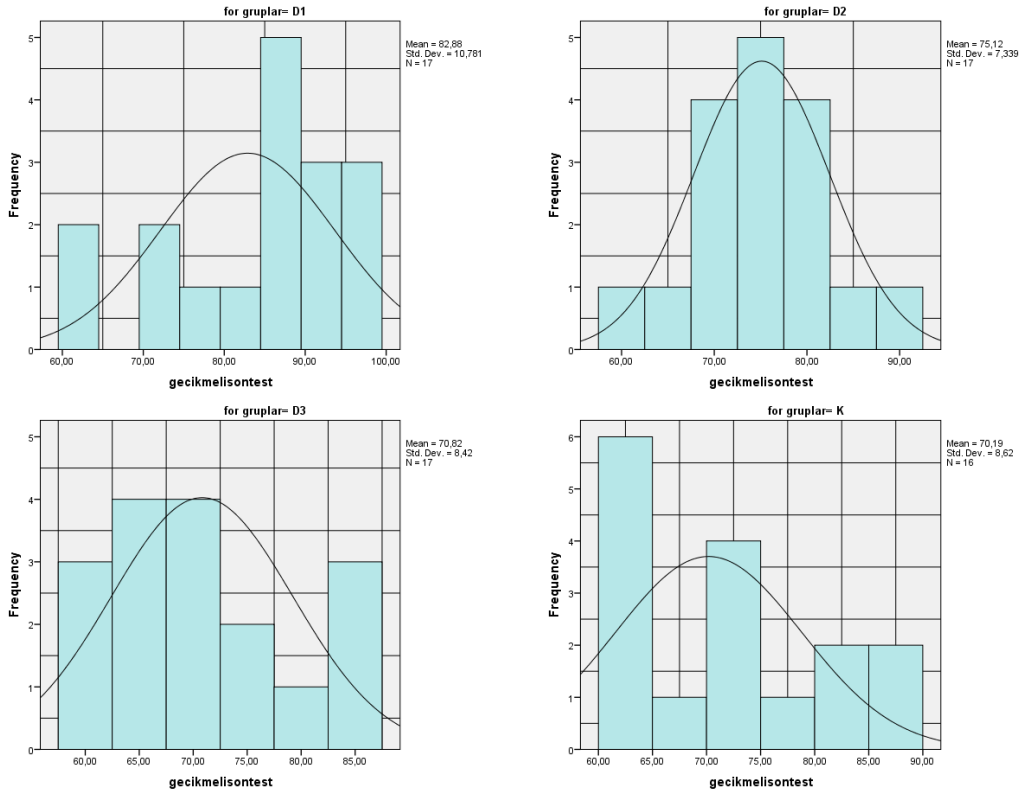 for gruplar= D1
Mean = 82,88
Std. Dev. = 10,781
N = 17
Frequency
5
4
3
2
1
0
60,00 70,00 80,00 90,00 100,00
gecikmelisontest
for gruplar= D2
Mean = 75,12
Std. Dev. = 7,339
N = 17
Frequency
5
4
3
2
1
0
60,00 70,00 80,00 90,00
gecikmelisontest
for gruplar= D3
Mean = 70,82
Std. Dev. = 8,42
N = 17
Frequency
5
4
3
2
1
0
60,00 65,00 70,00 75,00 80,00 85,00
gecikmelisontest
for gruplar= K
Mean = 70,19
Std. Dev. = 8,62
N = 16
Frequency
6
5
4
3
2
1
0
60,00 65,00 70,00 75,00 80,00 85,00 90,00
gecikmelisontest